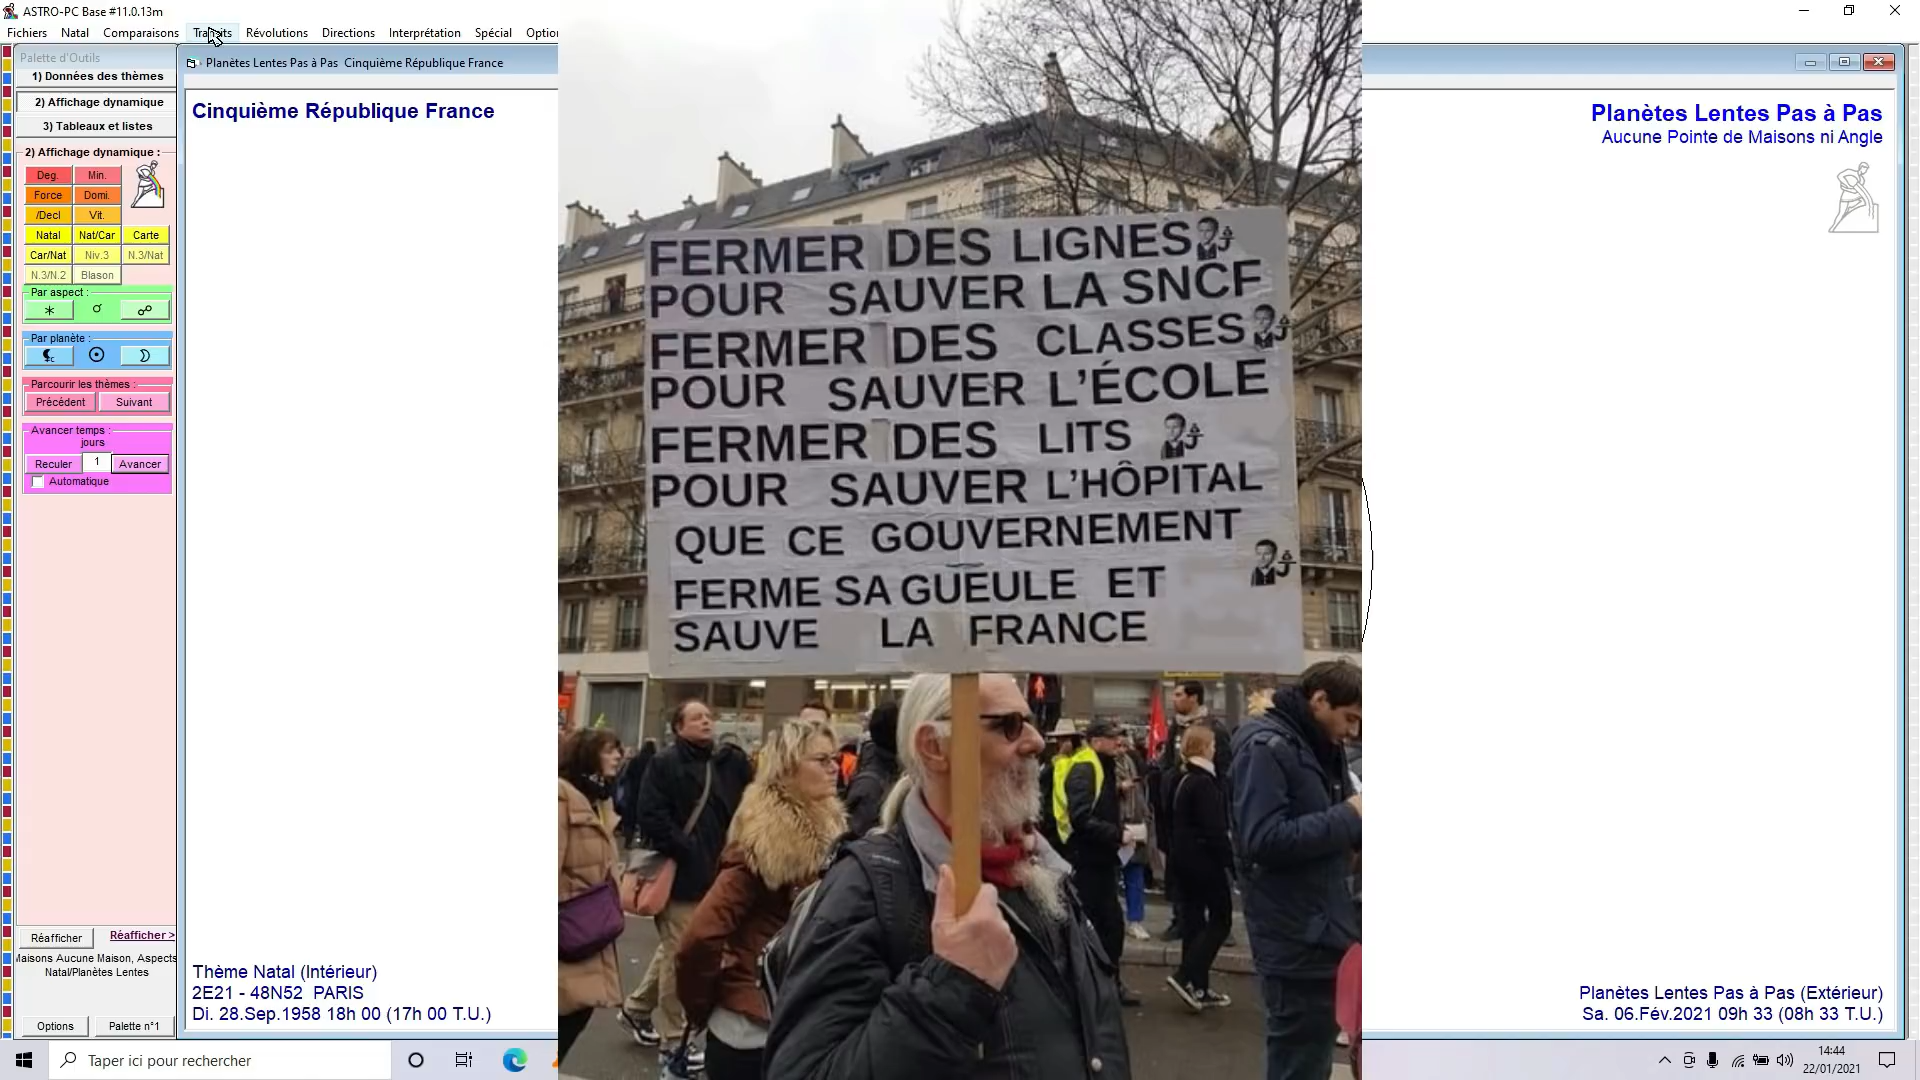 ASTRO-PC Base #11.0.13m
Fichiers Natal Comparaisons Transits Révolutions Directions Interprétation Spécial
Palette d'Outils
1) Données des thèmes
2) Affichage dynamique
3) Tableaux et listes
2) Affichage dynamique :
Deg. Min.
Force Domi.
/Decl Vit.
Natal Nat/Car Carte
Car/Nat Niv.3 N.3/Nat
N.3/N.2 Blason
Par aspect :
Par planète :
Parcourir les thèmes :
Précédent Suivant
Avancer temps :
jours
Reculer 1 Avancer
Automatique
Réafficher Réafficher >
Maisons Aucune Maison, Aspects
Natal/Planètes Lentes
Options Palette n°1
Planètes Lentes Pas à Pas Cinquième République France
Cinquième République France
Thème Natal (Intérieur)
2E21 - 48N52 PARIS
Di. 28.Sep.1958 18h 00 (17h 00 T.U.)
FERMER DES LIGNES
POUR SAUVER LA SNCF
FERMER DES CLASSES
POUR SAUVER L'ÉCOLE
FERMER DES LITS
POUR SAUVER L'HÔPITAL
QUE CE GOUVERNEMENT
FERME SA GUEULE ET
SAUVE LA FRANCE
Planètes Lentes Pas à Pas
Aucune Pointe de Maisons ni Angle
Planètes Lentes Pas à Pas (Extérieur)
Sa. 06.Fév.2021 09h 33 (08h 33 T.U.)
Taper ici pour rechercher
14:44
22/01/2021